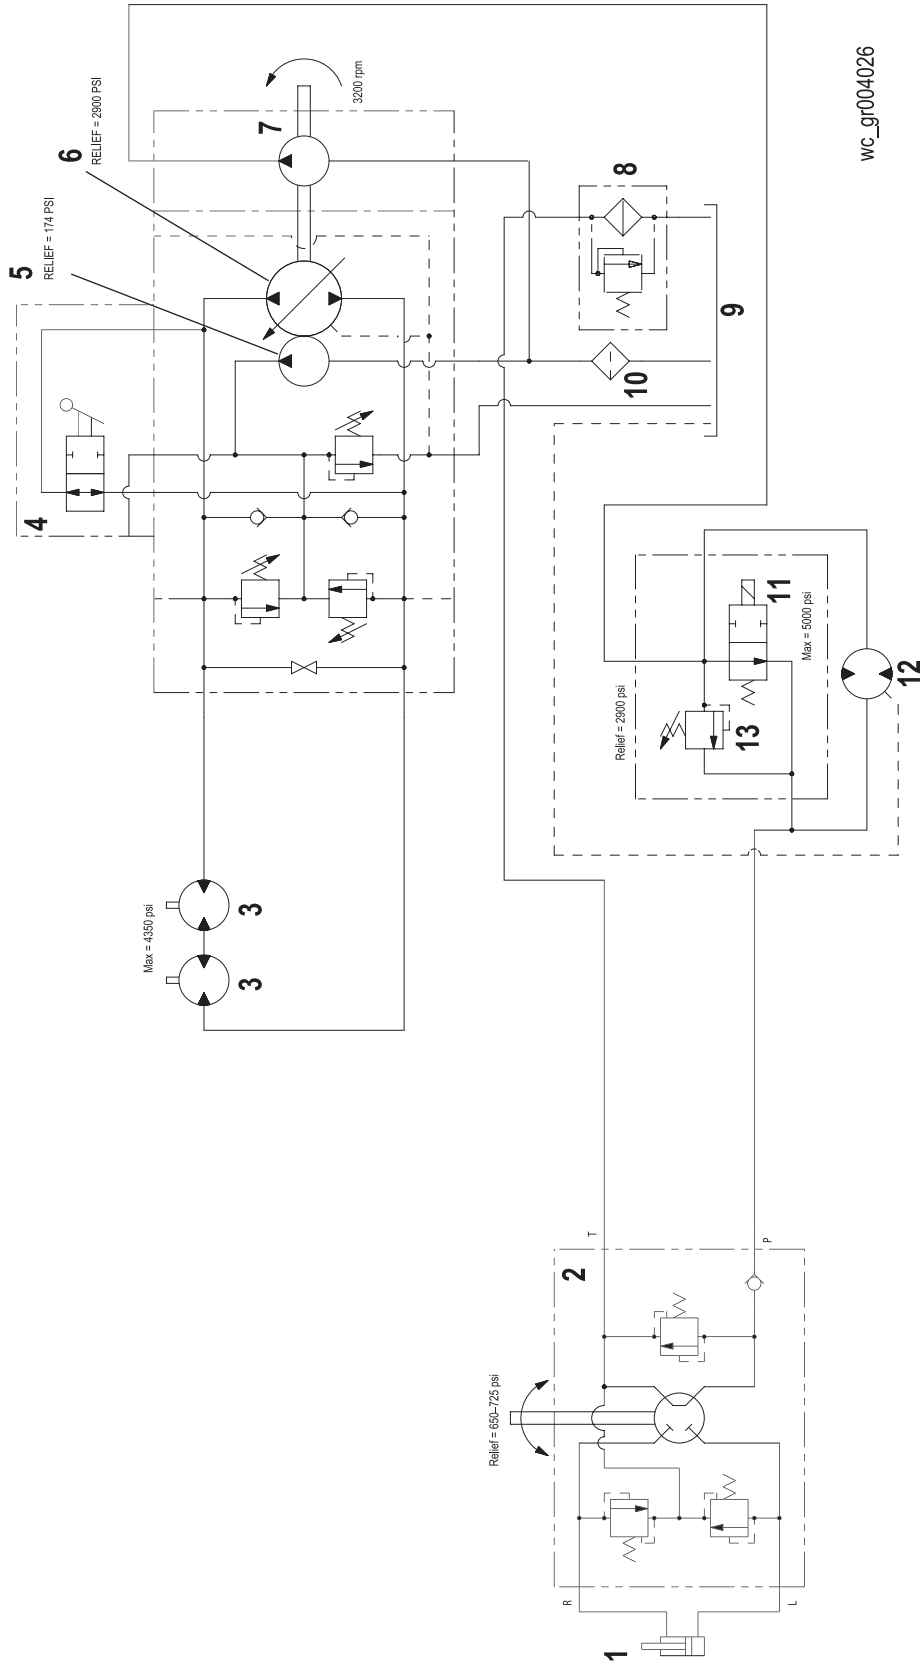 wc_gr004026
3200 rpm
7
6
RELIEF = 2900 PSI
5
RELIEF = 174 PSI
4
8
9
10
11
Max = 5000 psi
12
13
Relief = 2900 psi
3
3
Max = 4350 psi
T
P
2
Relief = 650–725 psi
R
L
1